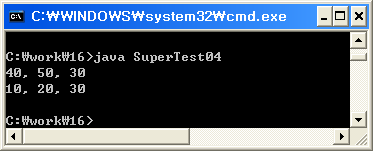 C:\WINDOWS\system32\cmd.exe
C:\work\16>java SuperTest04
40, 50, 30
10, 20, 30
C:\work\16>